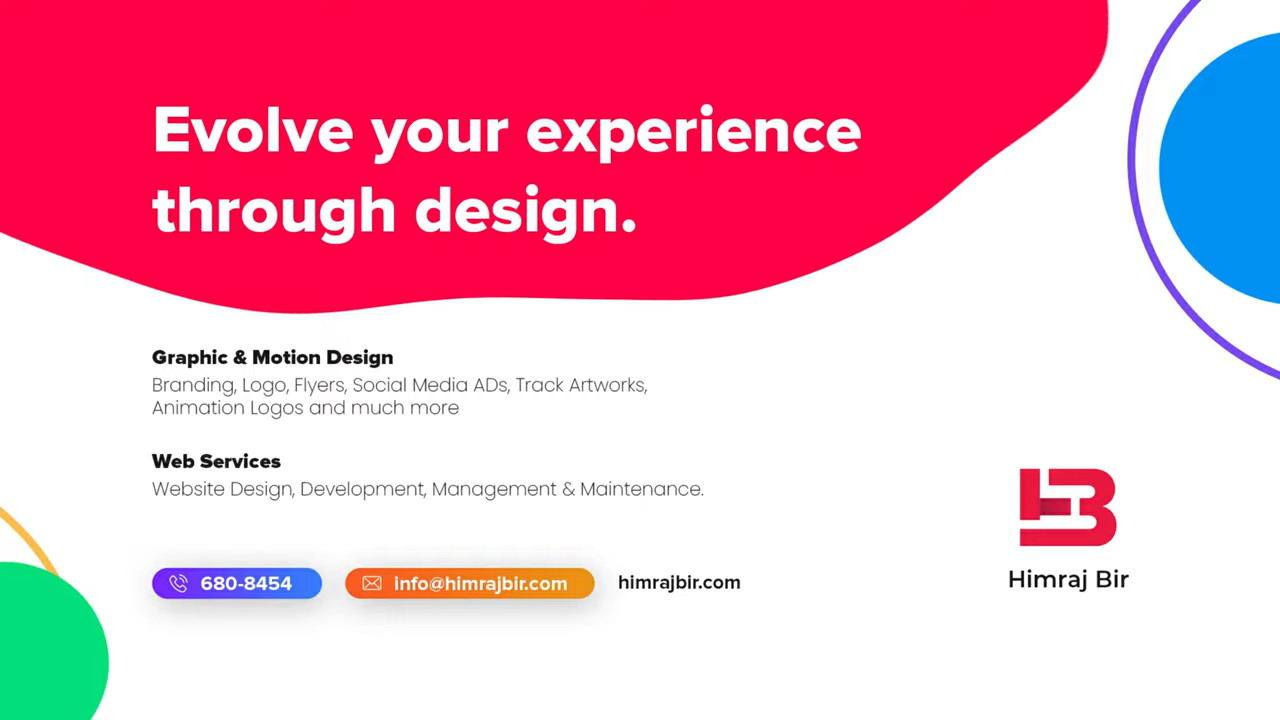 Evolve your experience
through design.
Graphic & Motion Design
Branding, Logo, Flyers, Social Media ADs, Track Artworks,
Animation Logos and much more
Web Services
Website Design, Development, Management & Maintenance.
680-8454
info@himrajbir.com
himrajbir.com
Himraj Bir